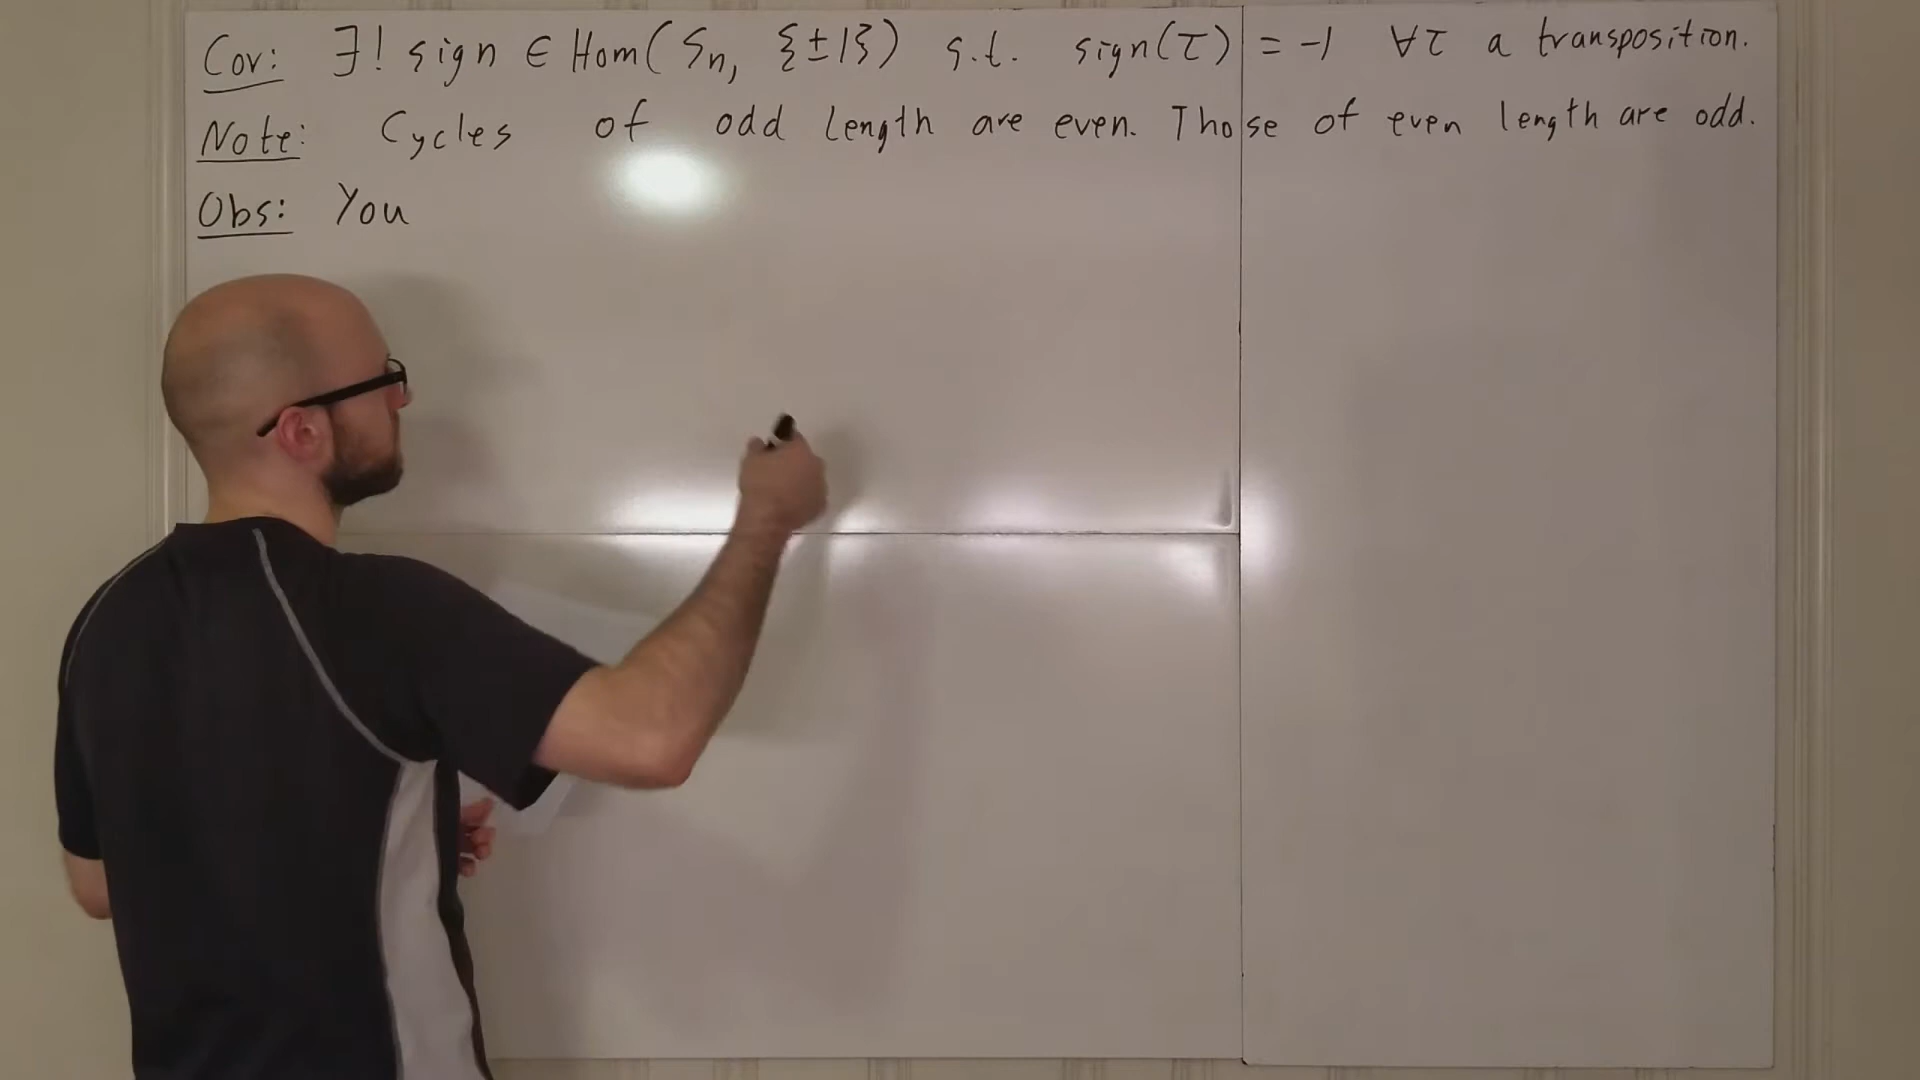 Cor: ∃! sign ∈ Hom(Sn, {±1}) s.t. sign(τ) = -1 ∀τ a transposition.
Note: Cycles of odd length are even. Those of even length are odd.
Obs: You